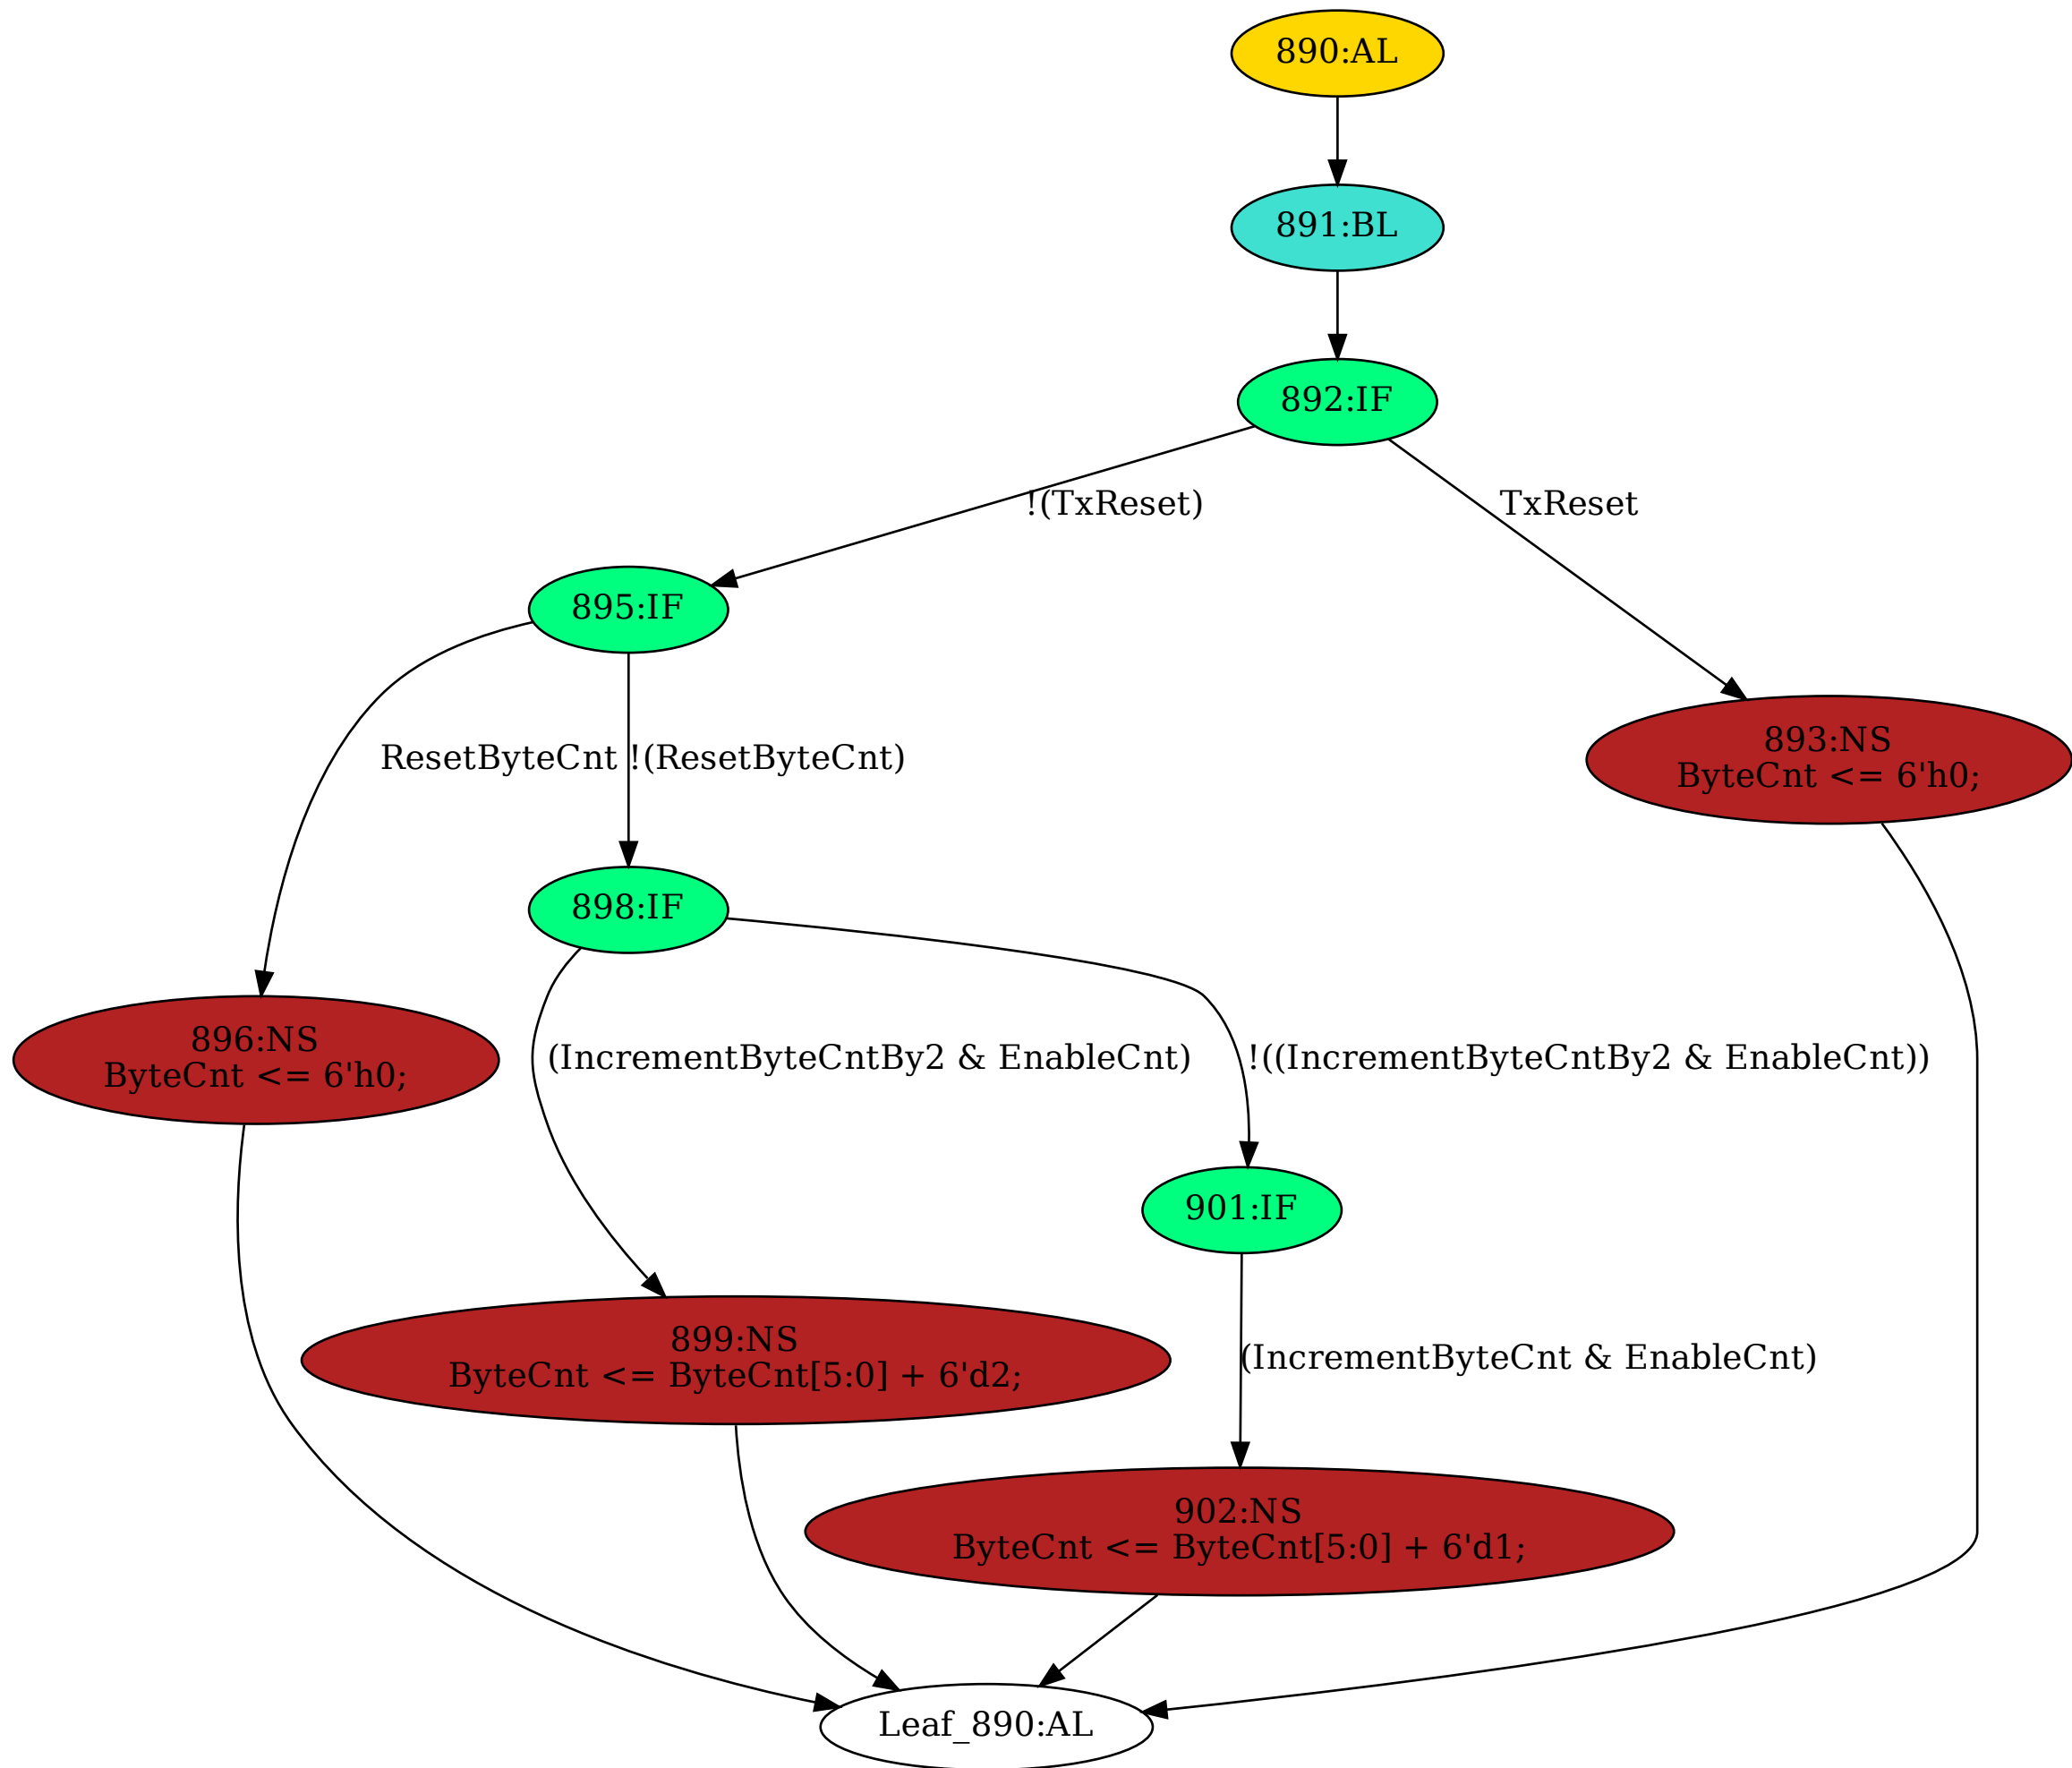 890:AL
891:BL
892:IF
!(TxReset)
TxReset
895:IF
893:NS
ByteCnt <= 6'h0;
ResetByteCnt
!(ResetByteCnt)
898:IF
896:NS
ByteCnt <= 6'h0;
(IncrementByteCntBy2 & EnableCnt)
!((IncrementByteCntBy2 & EnableCnt))
901:IF
899:NS
ByteCnt <= ByteCnt[5:0] + 6'd2;
(IncrementByteCnt & EnableCnt)
902:NS
ByteCnt <= ByteCnt[5:0] + 6'd1;
Leaf_890:AL